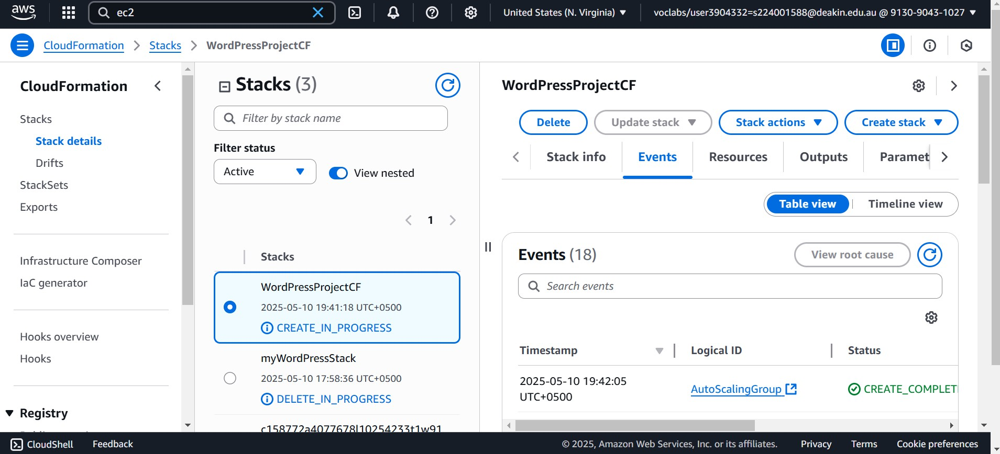 aws
ec2
United States (N. Virginia)
voclabs/user3904332=s224001588@deakin.edu.au @ 9130-9043-1027
CloudFormation
Stacks
WordPressProjectCF
CloudFormation
Stacks
Stack details
Drifts
StackSets
Exports
Infrastructure Composer
IaC generator
Hooks overview
Hooks
Registry
Stacks (3)
Filter by stack name
Filter status
Active
View nested
1
Stacks
WordPressProjectCF
2025-05-10 19:41:18 UTC+0500
CREATE_IN_PROGRESS
myWordPressStack
2025-05-10 17:58:36 UTC+0500
DELETE_IN_PROGRESS
c158772a4077678l10254233t1w91
WordPressProjectCF
Delete
Update stack
Stack actions
Create stack
Stack info
Events
Resources
Outputs
Paramet
Table view
Timeline view
Events (18)
View root cause
Search events
Timestamp
Logical ID
Status
2025-05-10 19:42:05
UTC+0500
AutoScalingGroup
CREATE_COMPLET
CloudShell
Feedback
© 2025, Amazon Web Services, Inc. or its affiliates.
Privacy
Terms
Cookie preferences